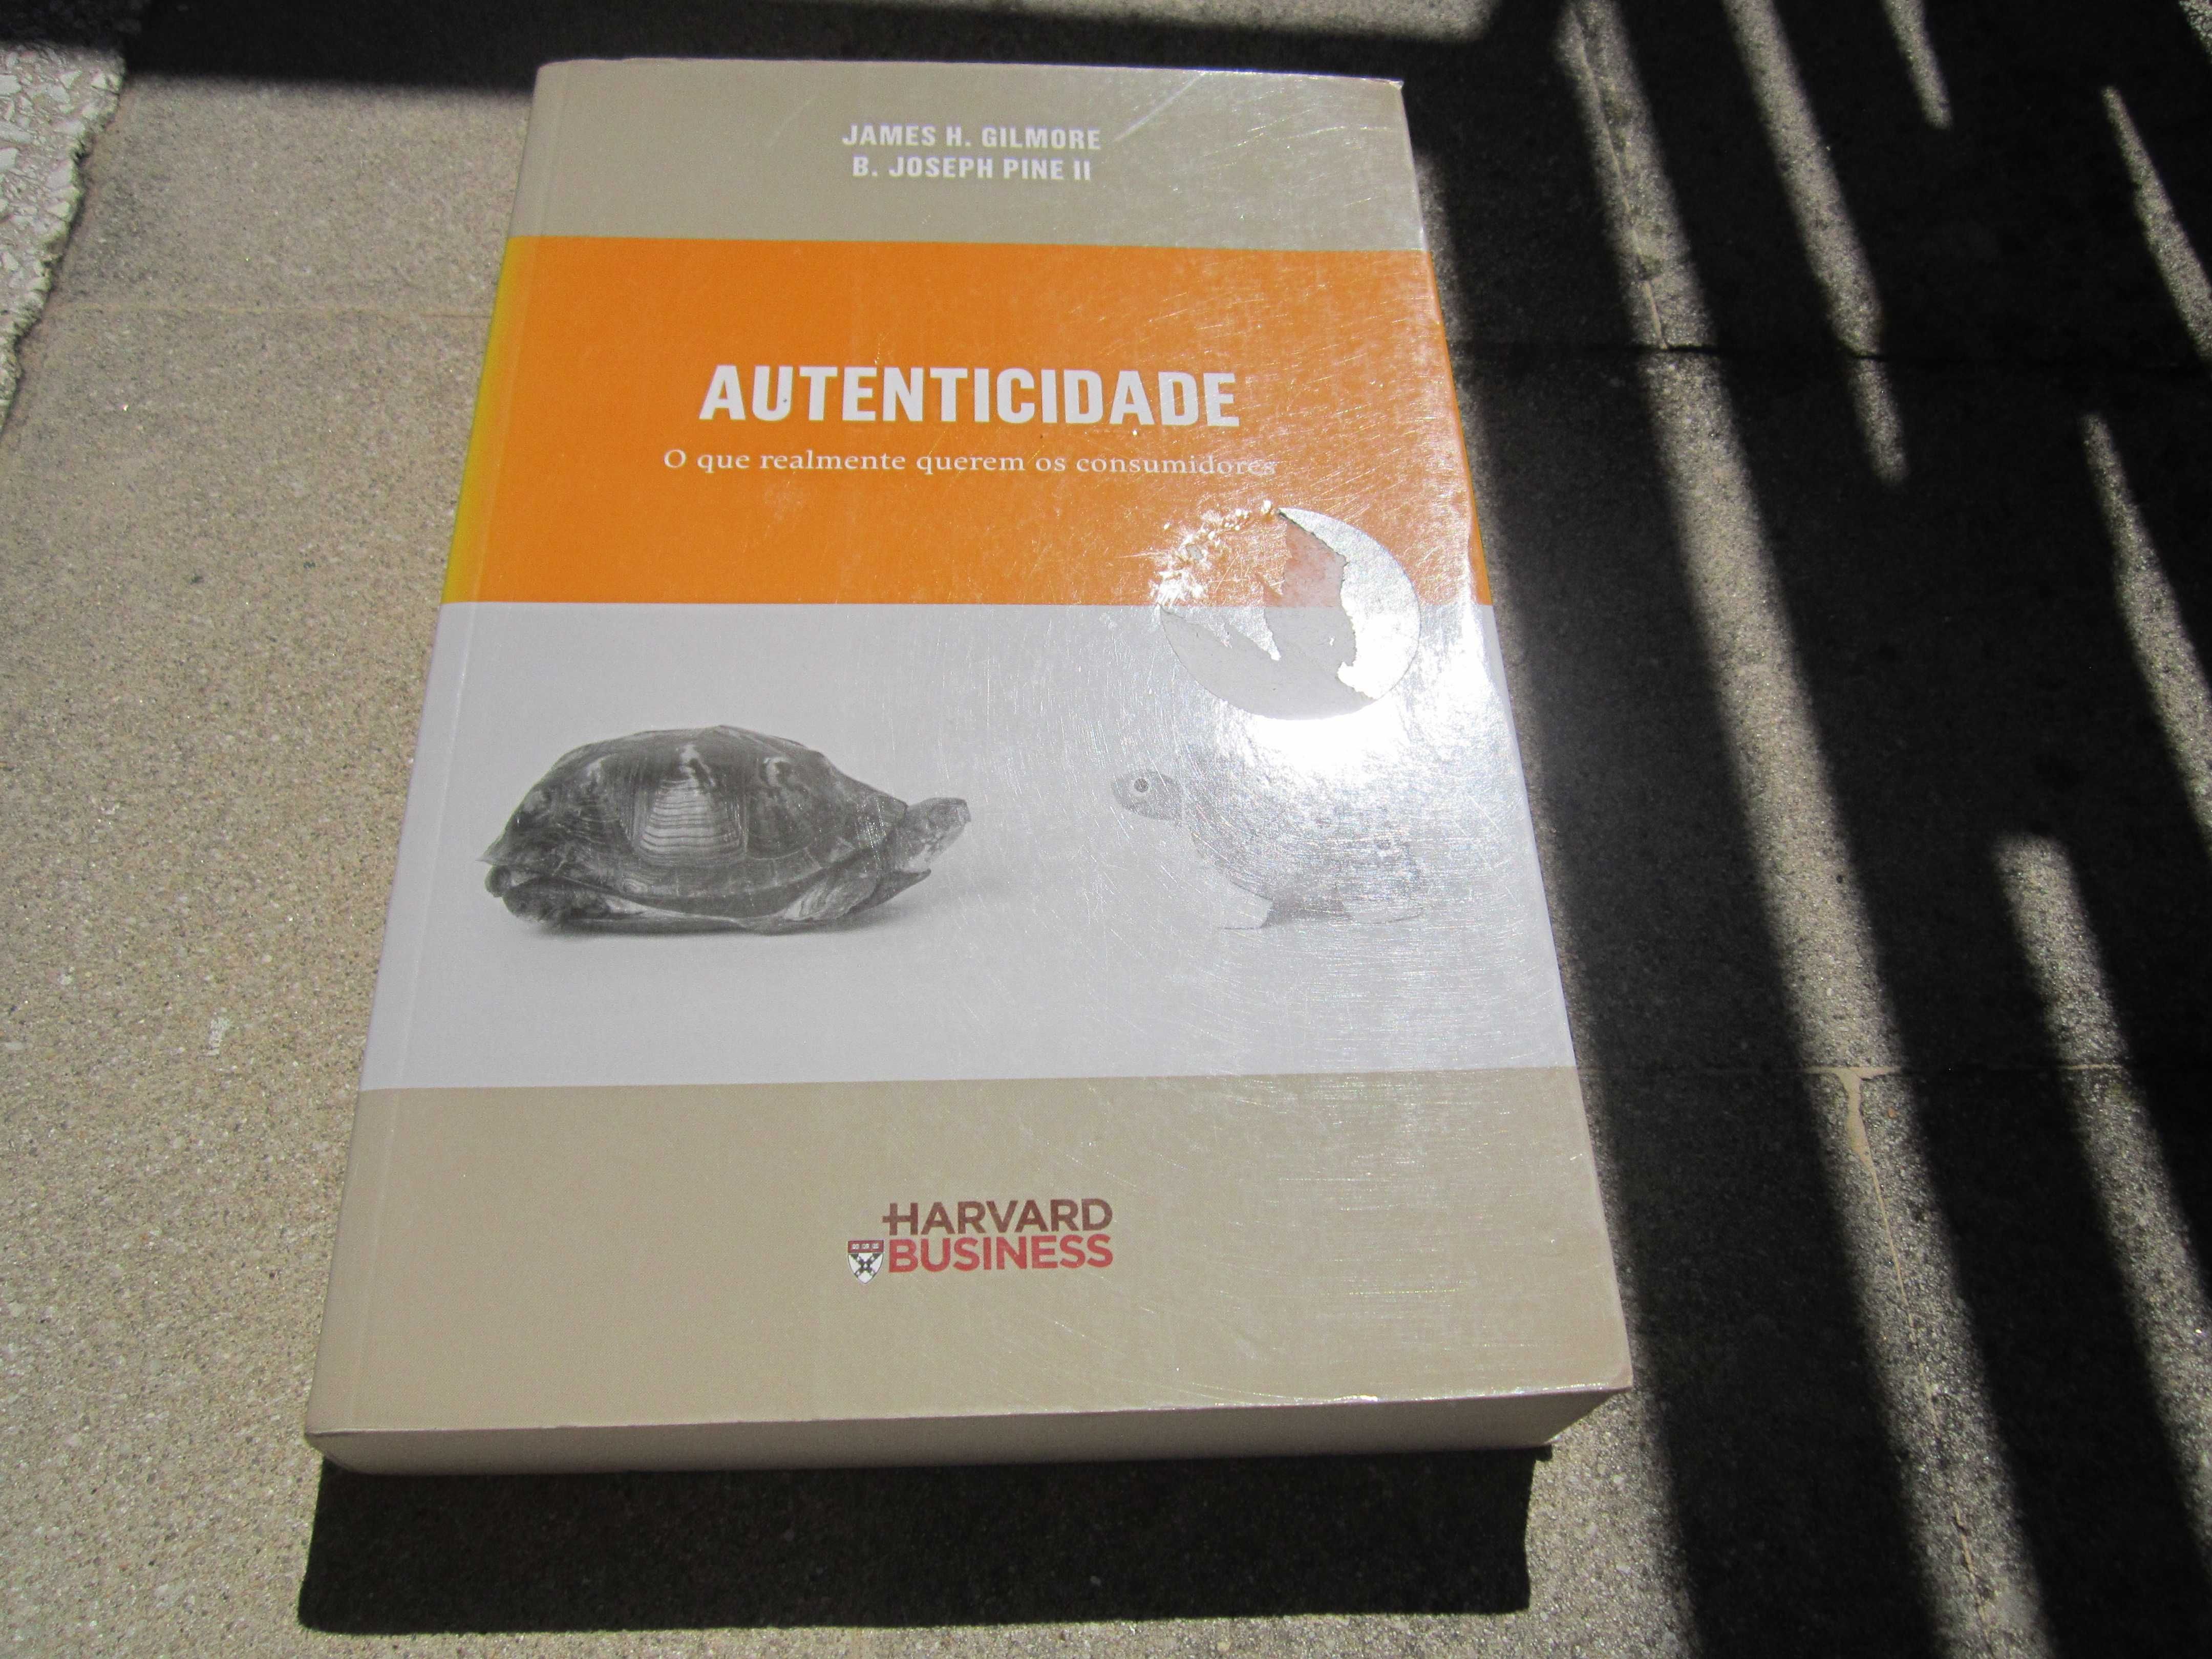 JAMES H. GILMORE
B. JOSEPH PINE II
AUTENTICIDADE
O que realmente querem os consumidores
HARVARD
BUSINESS